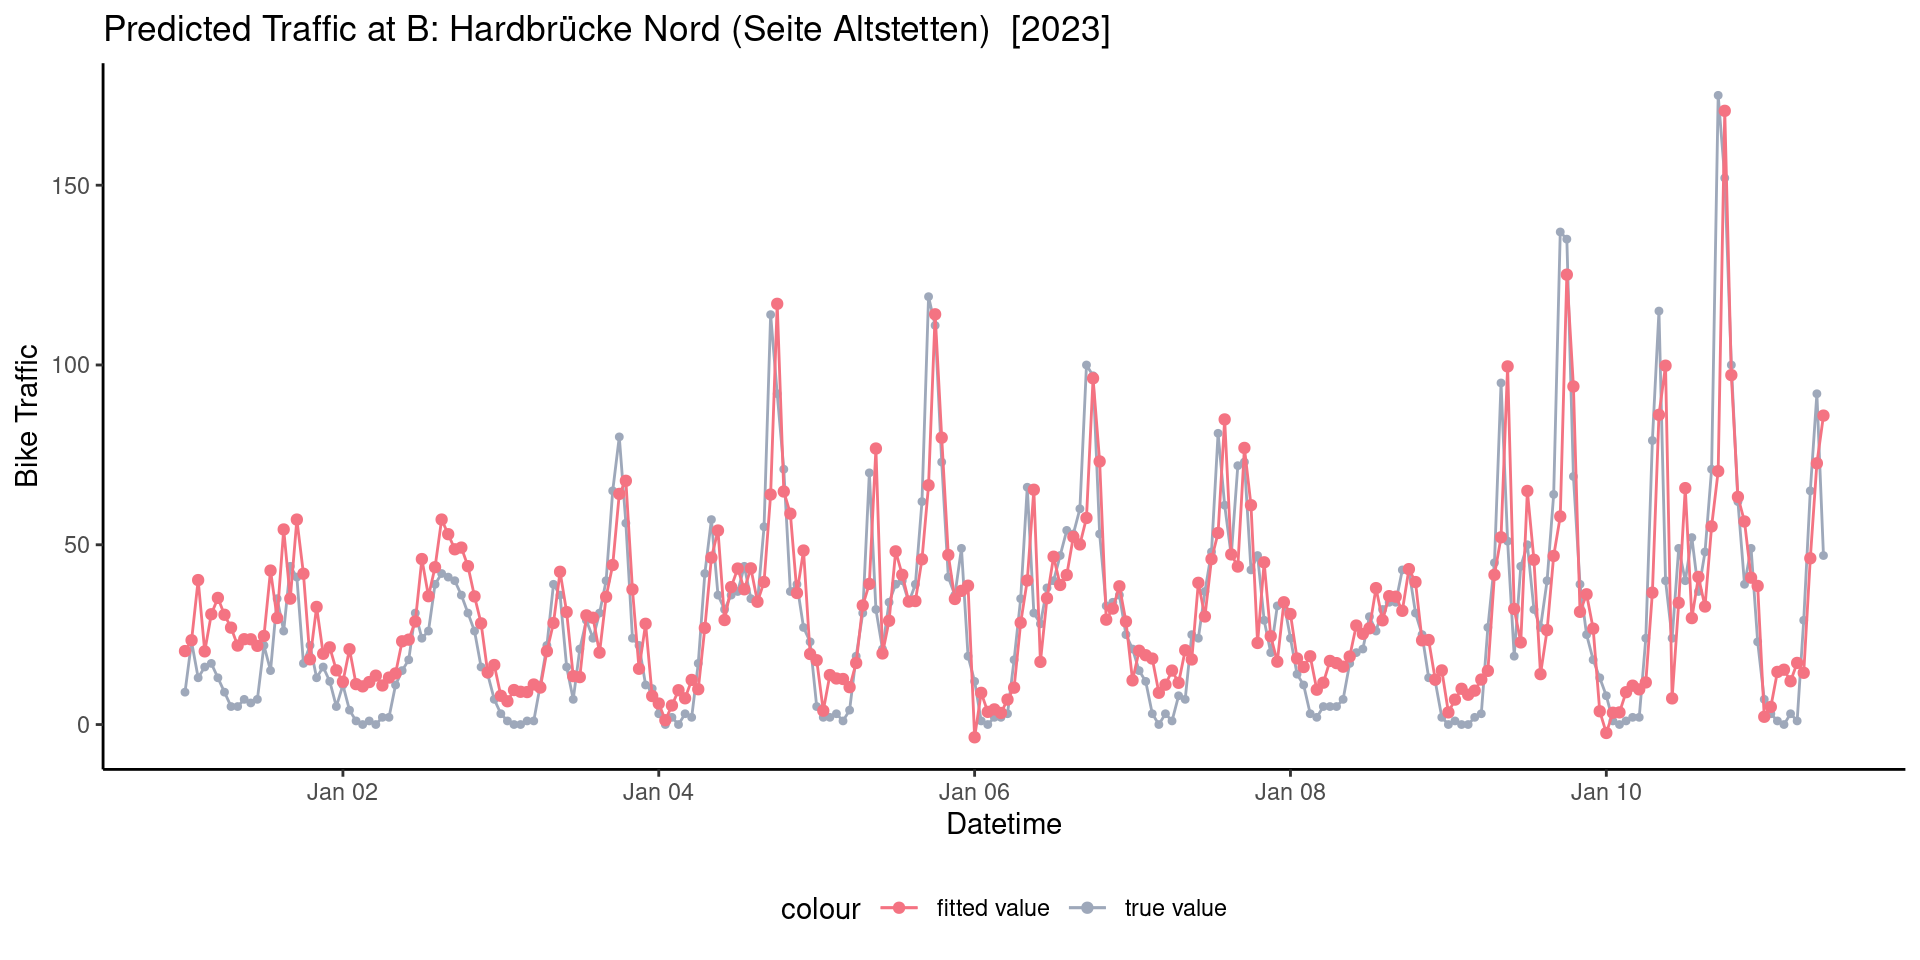 Predicted Traffic at B: Hardbrücke Nord (Seite Altstetten)  [2023]
Bike Traffic
150
100
50
0
Jan 02 Jan 04 Jan 06 Jan 08 Jan 10
Datetime
colour fitted value true value